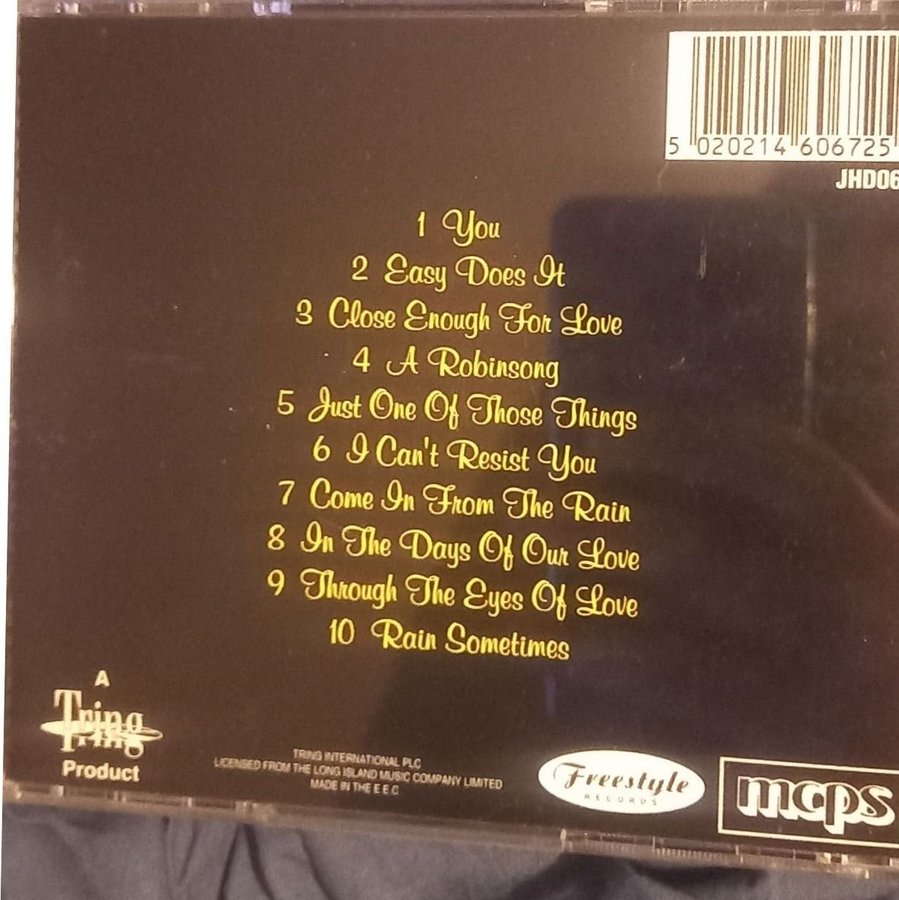 5 020214 606725
JHD06
1 You
2 Easy Does It
3 Close Enough For Love
4 A Robinsong
5 Just One Of Those Things
6 I Can't Resist You
7 Come In From The Rain
8 In The Days Of Our Love
9 Through The Eyes Of Love
10 Rain Sometimes
A
Tring
Product
TRING INTERNATIONAL PLC
LICENSED FROM THE LONG ISLAND MUSIC COMPANY LIMITED
MADE IN THE E E C
Freestyle
RECORDS
mcps